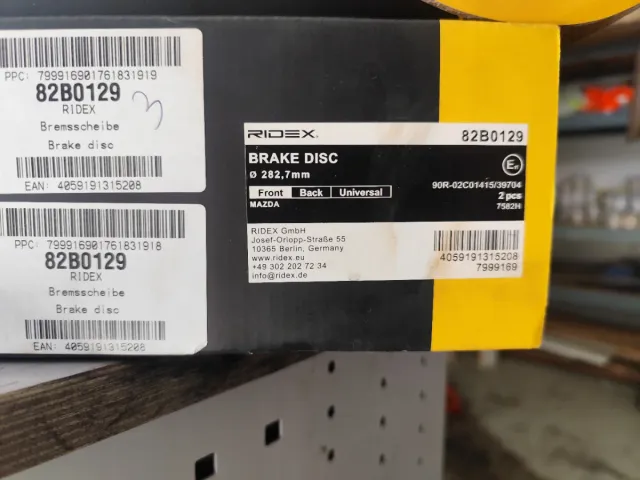 PPC: 799916901761831919
82B0129
RIDEX
3
Bremsscheibe
Brake disc
EAN: 4059191315208
PPC: 799916901761831918
82B0129
RIDEX
Bremsscheibe
Brake disc
EAN: 4059191315208
RIDEX 82B0129
BRAKE DISC
Ø 282,7mm
Front Back Universal
MAZDA
90R-02C01415/39704
2 pcs
7582H
RIDEX GmbH
Josef-Orlopp-Straße 55
10365 Berlin, Germany
www.ridex.eu
+49 302 202 72 34
info@ridex.de
4059191315208
7999169